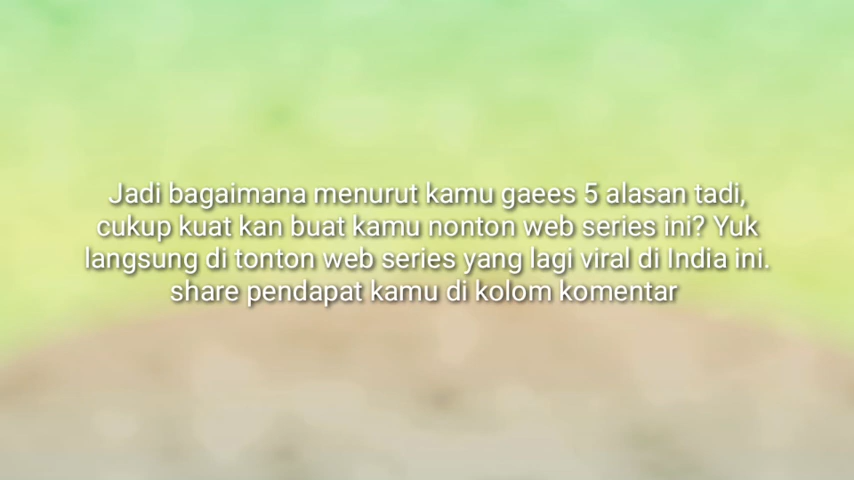 Jadi bagaimana menurut kamu gaees 5 alasan tadi,
cukup kuat kan buat kamu nonton web series ini? Yuk
langsung di tonton web series yang lagi viral di India ini.
share pendapat kamu di kolom komentar